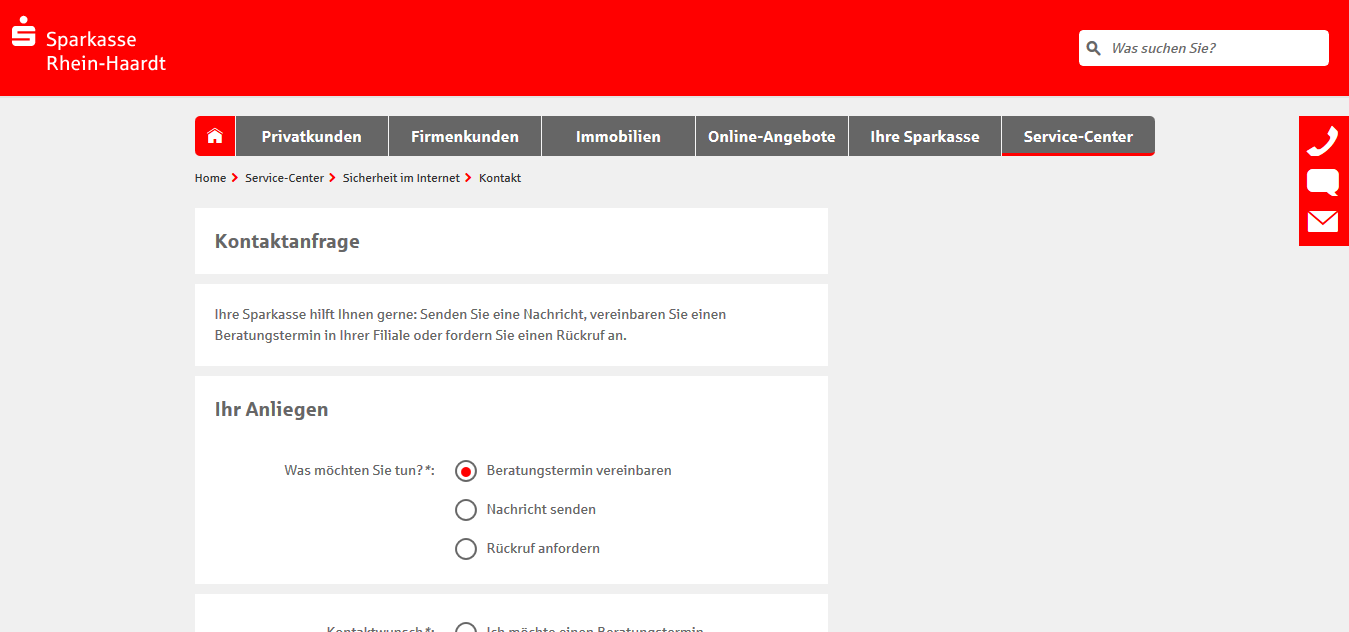 Sparkasse
Rhein-Haardt
Was suchen Sie?
Privatkunden Firmenkunden Immobilien Online-Angebote Ihre Sparkasse Service-Center
Home Service-Center Sicherheit im Internet Kontakt
Kontaktanfrage
Ihre Sparkasse hilft Ihnen gerne: Senden Sie eine Nachricht, vereinbaren Sie einen
Beratungstermin in Ihrer Filiale oder fordern Sie einen Rückruf an.
Ihr Anliegen
Was möchten Sie tun?*: Beratungstermin vereinbaren
Nachricht senden
Rückruf anfordern
Kontaktwunsch*: Ich möchte einen Beratungstermin